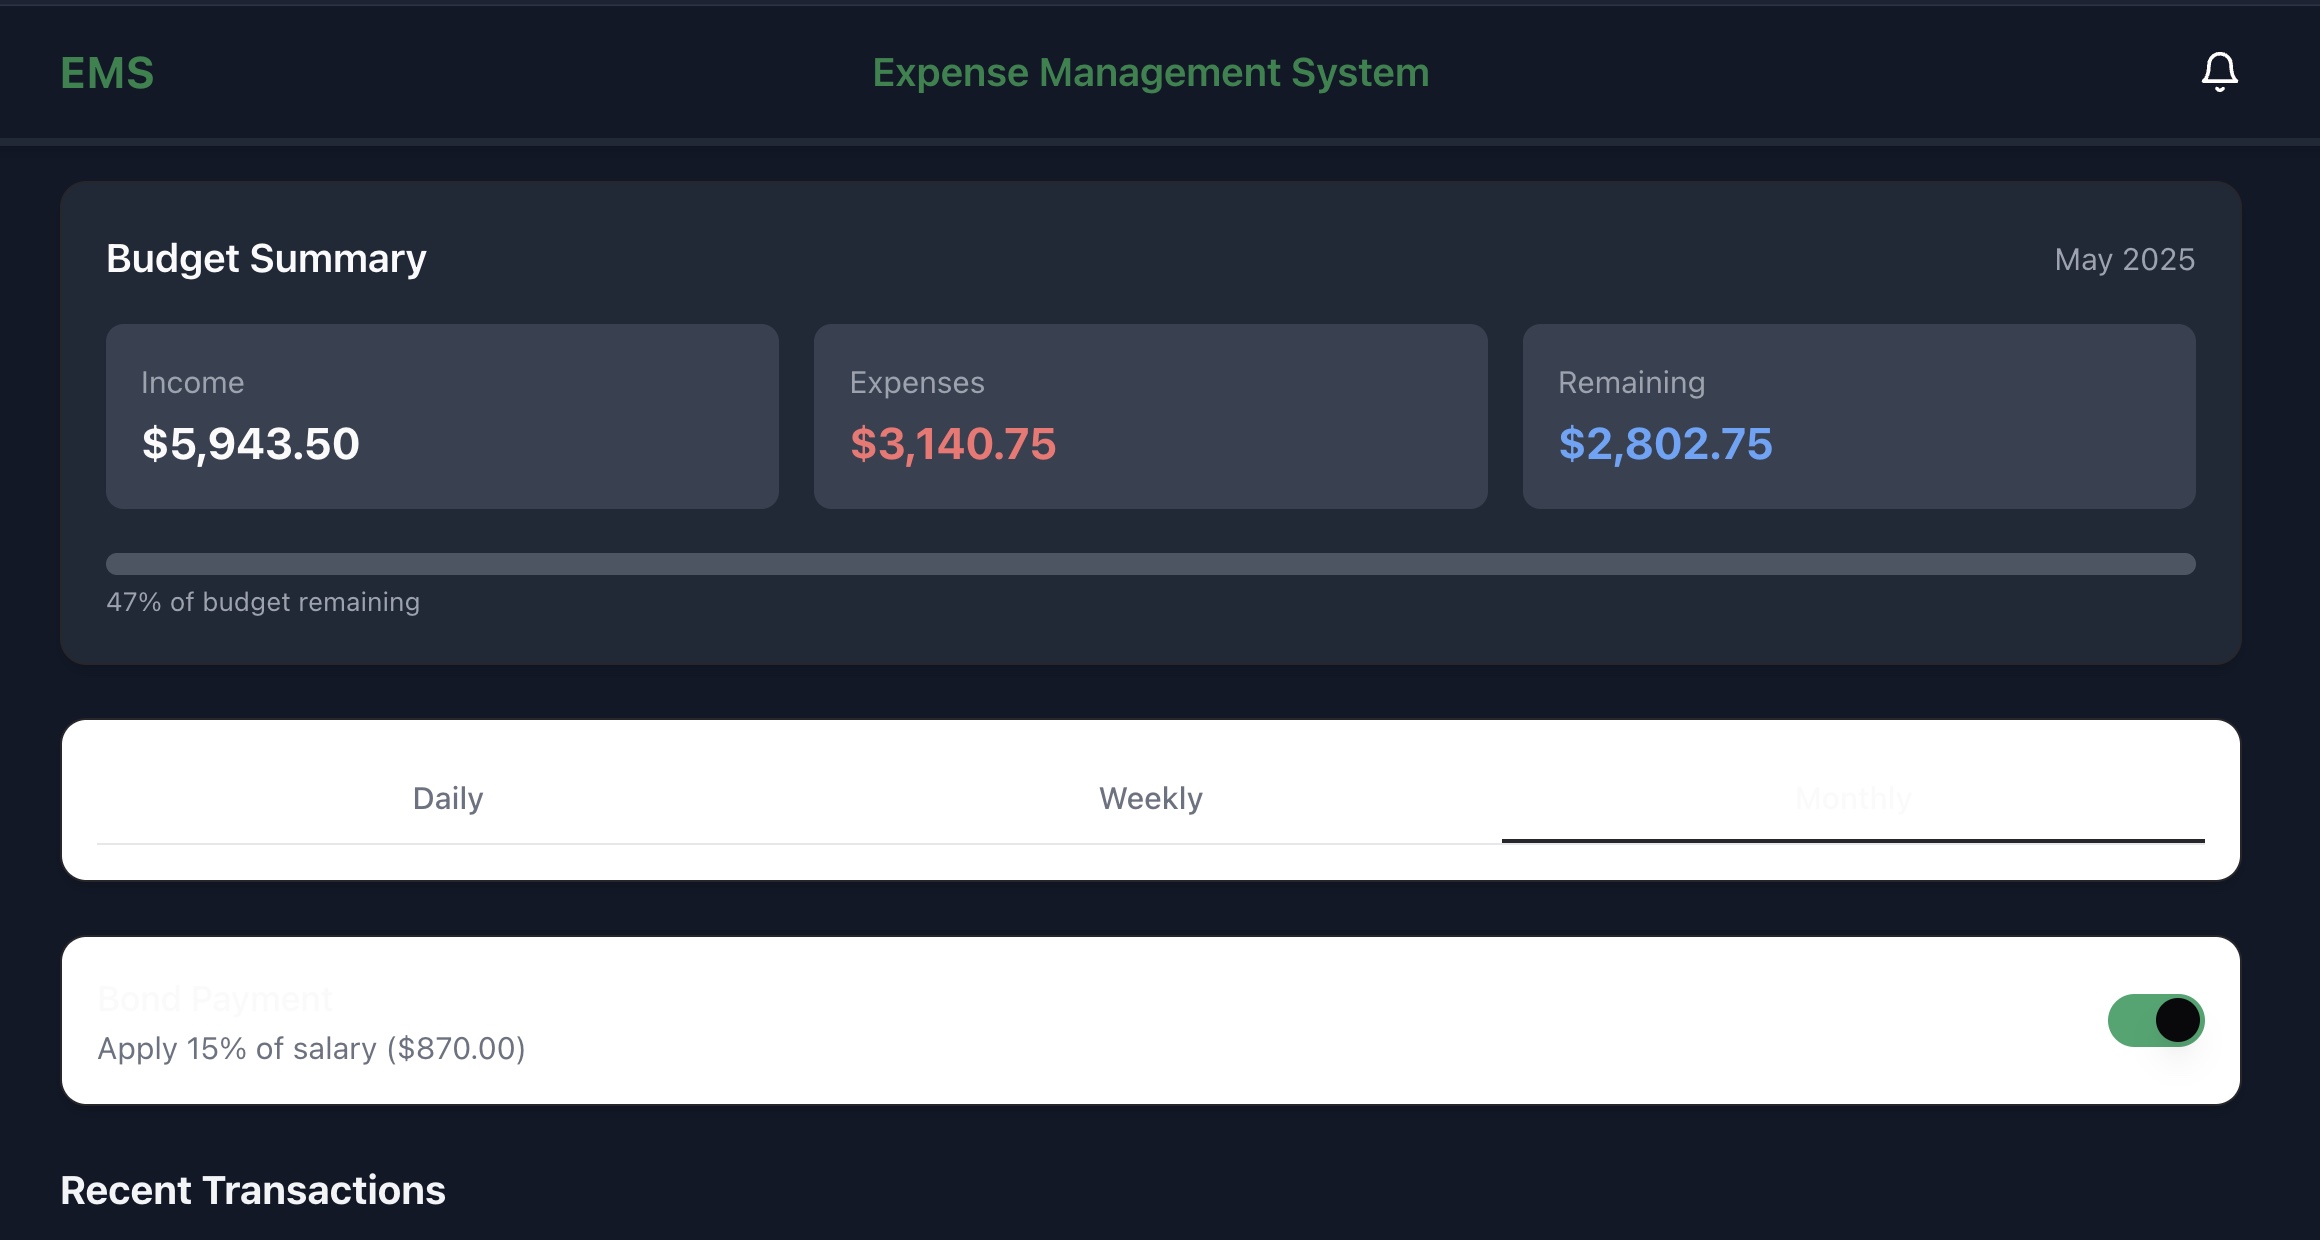 EMS
Expense Management System
Budget Summary
May 2025
Income
Expenses
Remaining
$5,943.50
$3,140.75
$2,802.75
47% of budget remaining
Daily
Weekly
Monthly
Bond Payment
Apply 15% of salary ($870.00)
Recent Transactions